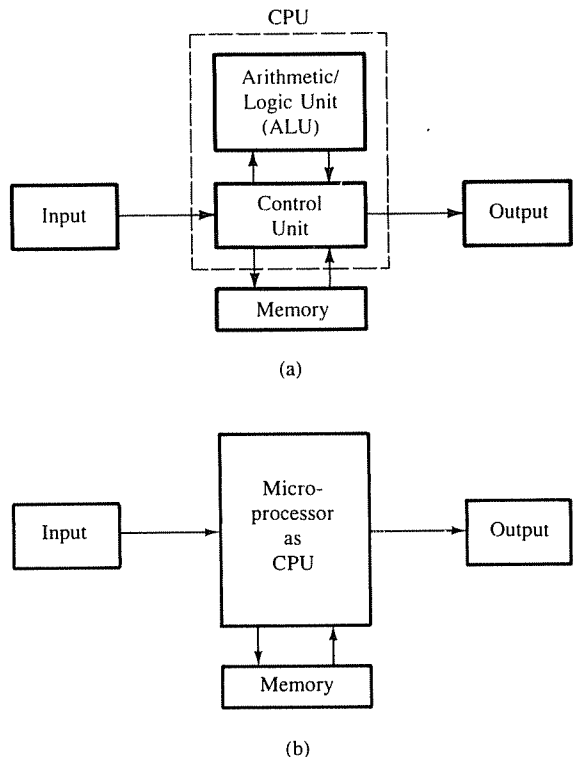 CPU
Arithmetic/
Logic Unit
(ALU)
Input
Control
Unit
Output
Memory
(a)
Input
Micro-
processor
as
CPU
Output
Memory
(b)